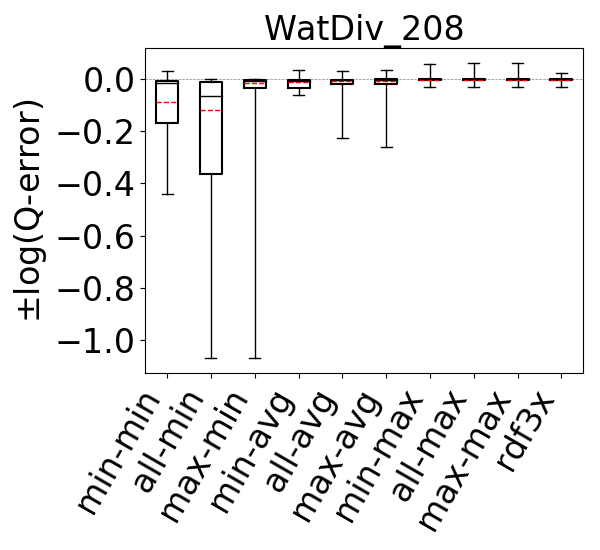 WatDiv_208
±log(Q-error)
0.0
−0.2
−0.4
−0.6
−0.8
−1.0
min-min
all-min
max-min
min-avg
all-avg
max-avg
min-max
all-max
max-max
rdf3x